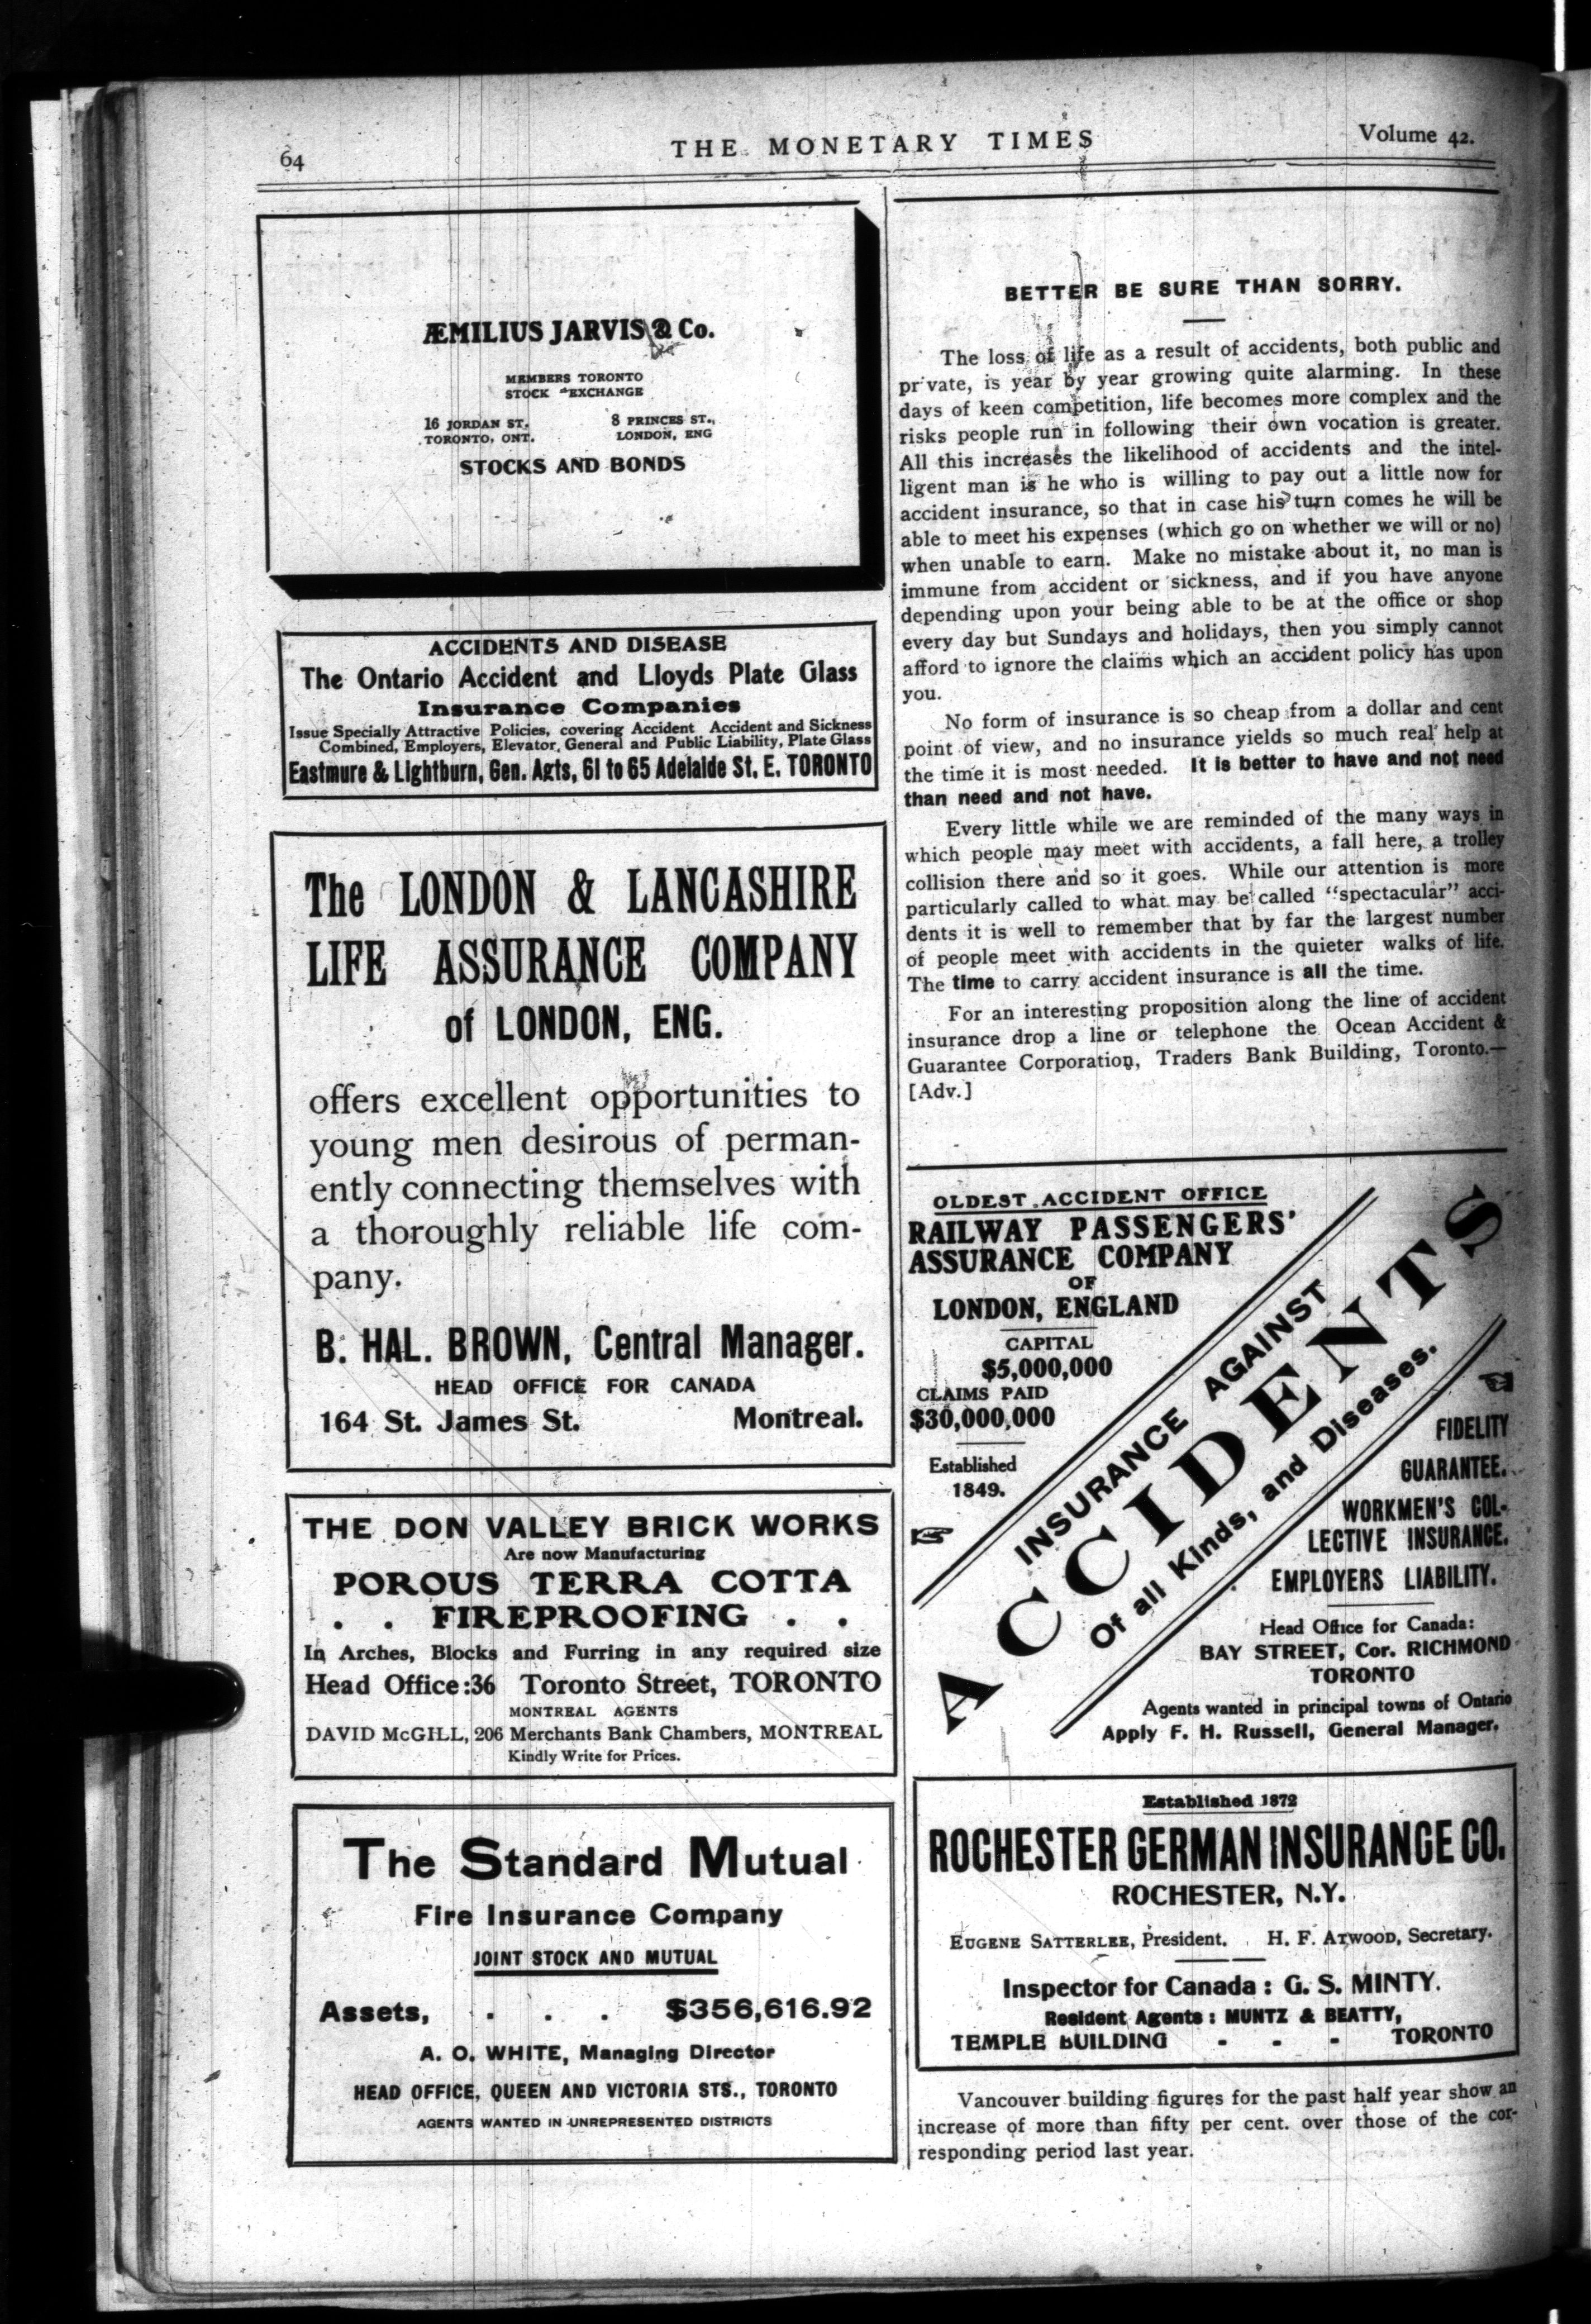 64
THE MONETARY TIMES
Volume 42.
ÆMILIUS JARVIS & Co.
MEMBERS TORONTO
STOCK EXCHANGE
16 JORDAN ST.
TORONTO, ONT.
8 PRINCES ST.,
LONDON, ENG
STOCKS AND BONDS
ACCIDENTS AND DISEASE
The Ontario Accident and Lloyds Plate Glass
Insurance Companies
Issue Specially Attractive Policies, covering Accident Accident and Sickness
Combined, Employers, Elevator, General and Public Liability, Plate Glass
Eastmure & Lightburn, Gen. Agts, 61 to 65 Adelaide St. E. TORONTO
The LONDON & LANCASHIRE
LIFE ASSURANCE COMPANY
of LONDON, ENG.
offers excellent opportunities to
young men desirous of perman-
ently connecting themselves with
a thoroughly reliable life com-
pany.
B. HAL. BROWN, Central Manager.
HEAD OFFICE FOR CANADA
164 St. James St. Montreal.
THE DON VALLEY BRICK WORKS
Are now Manufacturing
POROUS TERRA COTTA
. . FIREPROOFING . .
In Arches, Blocks and Furring in any required size
Head Office:36 Toronto Street, TORONTO
MONTREAL AGENTS
DAVID McGILL, 206 Merchants Bank Chambers, MONTREAL
Kindly Write for Prices.
The Standard Mutual
Fire Insurance Company
JOINT STOCK AND MUTUAL
Assets, . . . $356,616.92
A. O. WHITE, Managing Director
HEAD OFFICE, QUEEN AND VICTORIA STS., TORONTO
AGENTS WANTED IN UNREPRESENTED DISTRICTS
BETTER BE SURE THAN SORRY.
The loss of life as a result of accidents, both public and
private, is year by year growing quite alarming. In these
days of keen competition, life becomes more complex and the
risks people run in following their own vocation is greater.
All this increases the likelihood of accidents and the intel-
ligent man is he who is willing to pay out a little now for
accident insurance, so that in case his turn comes he will be
able to meet his expenses (which go on whether we will or no)
when unable to earn. Make no mistake about it, no man is
immune from accident or sickness, and if you have anyone
depending upon your being able to be at the office or shop
every day but Sundays and holidays, then you simply cannot
afford to ignore the claims which an accident policy has upon
you.
No form of insurance is so cheap from a dollar and cent
point of view, and no insurance yields so much real help at
the time it is most needed. It is better to have and not need
than need and not have.
Every little while we are reminded of the many ways in
which people may meet with accidents, a fall here, a trolley
collision there and so it goes. While our attention is more
particularly called to what may be called "spectacular" acci-
dents it is well to remember that by far the largest number
of people meet with accidents in the quieter walks of life.
The time to carry accident insurance is all the time.
For an interesting proposition along the line of accident
insurance drop a line or telephone the Ocean Accident &
Guarantee Corporation, Traders Bank Building, Toronto.—
[Adv.]
OLDEST ACCIDENT OFFICE
RAILWAY PASSENGERS'
ASSURANCE COMPANY
OF
LONDON, ENGLAND
CAPITAL
$5,000,000
CLAIMS PAID
$30,000,000
Established
1849.
INSURANCE AGAINST
ACCIDENTS
Of all Kinds, and Diseases.
FIDELITY
GUARANTEE.
WORKMEN'S COL-
LECTIVE INSURANCE.
EMPLOYERS LIABILITY.
Head Office for Canada:
BAY STREET, Cor. RICHMOND
TORONTO
Agents wanted in principal towns of Ontario
Apply F. H. Russell, General Manager.
Established 1872
ROCHESTER GERMAN INSURANCE CO.
ROCHESTER, N.Y.
EUGENE SATTERLEE, President. H. F. ATWOOD, Secretary.
Inspector for Canada: G. S. MINTY.
Resident Agents: MUNTZ & BEATTY,
TEMPLE BUILDING - - - TORONTO
Vancouver building figures for the past half year show an
increase of more than fifty per cent. over those of the cor-
responding period last year.